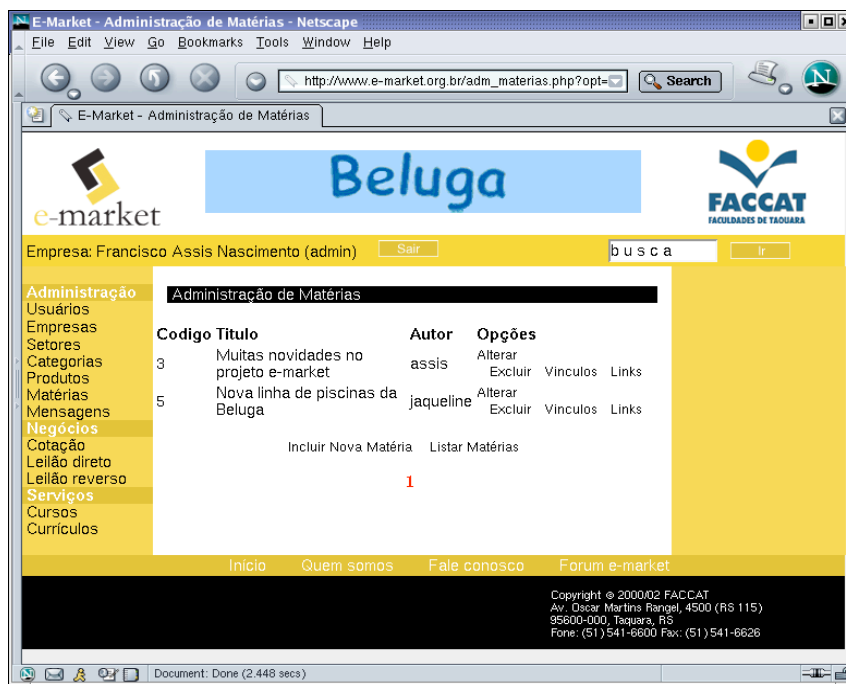 E-Market - Administração de Matérias - Netscape
File Edit View Go Bookmarks Tools Window Help
http://www.e-market.org.br/adm_materias.php?opt= Search
E-Market - Administração de Matérias
e-market
Beluga
FACCAT
FACULDADES DE TAQUARA
Empresa: Francisco Assis Nascimento (admin) Sair busca Ir
Administração
Usuários
Empresas
Setores
Categorias
Produtos
Matérias
Mensagens
Negócios
Cotação
Leilão direto
Leilão reverso
Serviços
Cursos
Currículos
Administração de Matérias
Codigo Titulo Autor Opções
3 Muitas novidades no projeto e-market assis Alterar Excluir Vinculos Links
5 Nova linha de piscinas da Beluga jaqueline Alterar Excluir Vinculos Links
Incluir Nova Matéria Listar Matérias
1
Início Quem somos Fale conosco Forum e-market
Copyright © 2000/02 FACCAT
Av. Oscar Martins Rangel, 4500 (RS 115)
95600-000, Taquara, RS
Fone: (51) 541-6600 Fax: (51) 541-6626
Document: Done (2.448 secs)